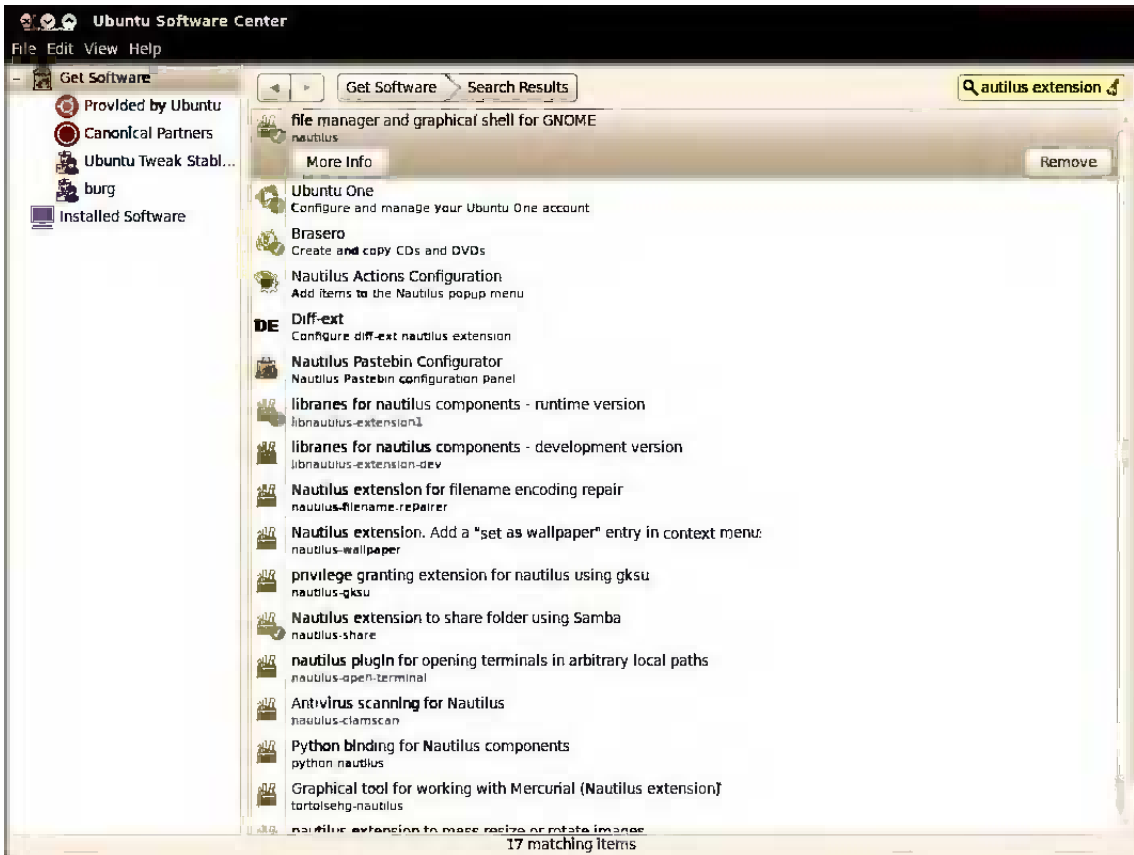 Ubuntu Software Center
File Edit View Help
Get Software
Provided by Ubuntu
Canonical Partners
Ubuntu Tweak Stabl...
burg
Installed Software
Get Software Search Results
autilus extension
file manager and graphical shell for GNOME
nautilus
More Info
Remove
Ubuntu One
Configure and manage your Ubuntu One account
Brasero
Create and copy CDs and DVDs
Nautilus Actions Configuration
Add items to the Nautilus popup menu
DE
Diff-ext
Configure diff-ext nautilus extension
Nautilus Pastebin Configurator
Nautilus Pastebin configuration panel
libraries for nautilus components - runtime version
libnautilus-extension1
libraries for nautilus components - development version
libnautilus-extension-dev
Nautilus extension for filename encoding repair
nautilus-filename-repairer
Nautilus extension. Add a "set as wallpaper" entry in context menu:
nautilus-wallpaper
privilege granting extension for nautilus using gksu
nautilus-gksu
Nautilus extension to share folder using Samba
nautilus-share
nautilus plugin for opening terminals in arbitrary local paths
nautilus-open-terminal
Antivirus scanning for Nautilus
nautilus-clamscan
Python binding for Nautilus components
python nautilus
Graphical tool for working with Mercurial (Nautilus extension)
tortoisehg-nautilus
nautilus extension to mass resize or rotate images
17 matching items